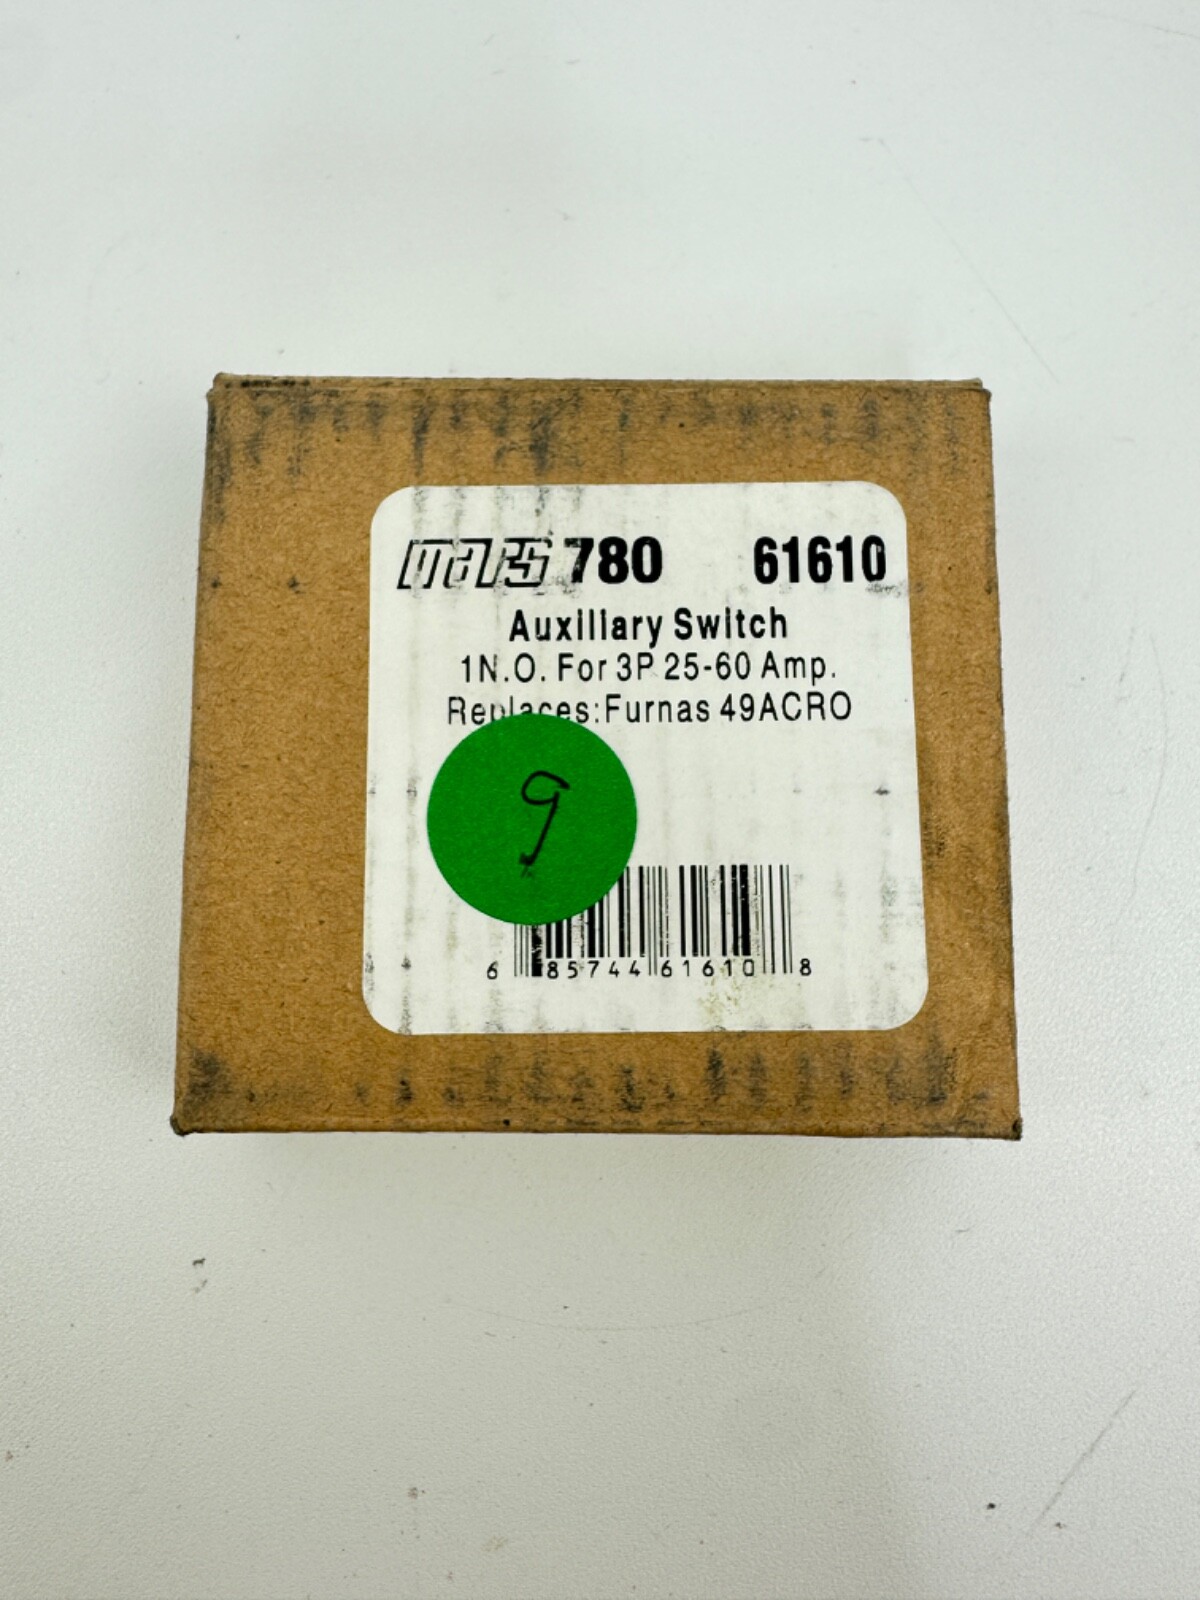 mars 780 61610
Auxiliary Switch
1N.O. For 3P 25-60 Amp.
Replaces:Furnas 49ACRO
9
6 85744 61610 8